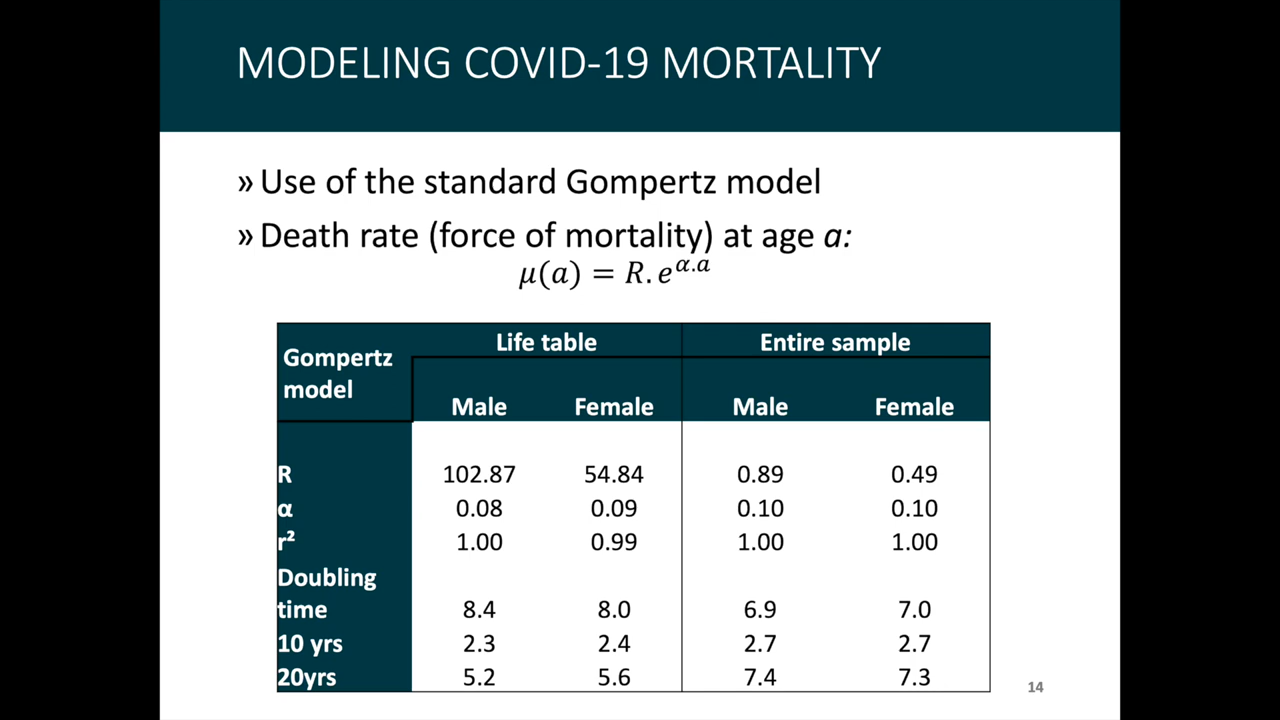 MODELING COVID-19 MORTALITY
» Use of the standard Gompertz model
» Death rate (force of mortality) at age a:
μ(a) = R. e^α.a
Gompertz model Life table Entire sample
Male Female Male Female
R 102.87 54.84 0.89 0.49
α 0.08 0.09 0.10 0.10
r² 1.00 0.99 1.00 1.00
Doubling
time 8.4 8.0 6.9 7.0
10 yrs 2.3 2.4 2.7 2.7
20yrs 5.2 5.6 7.4 7.3
14